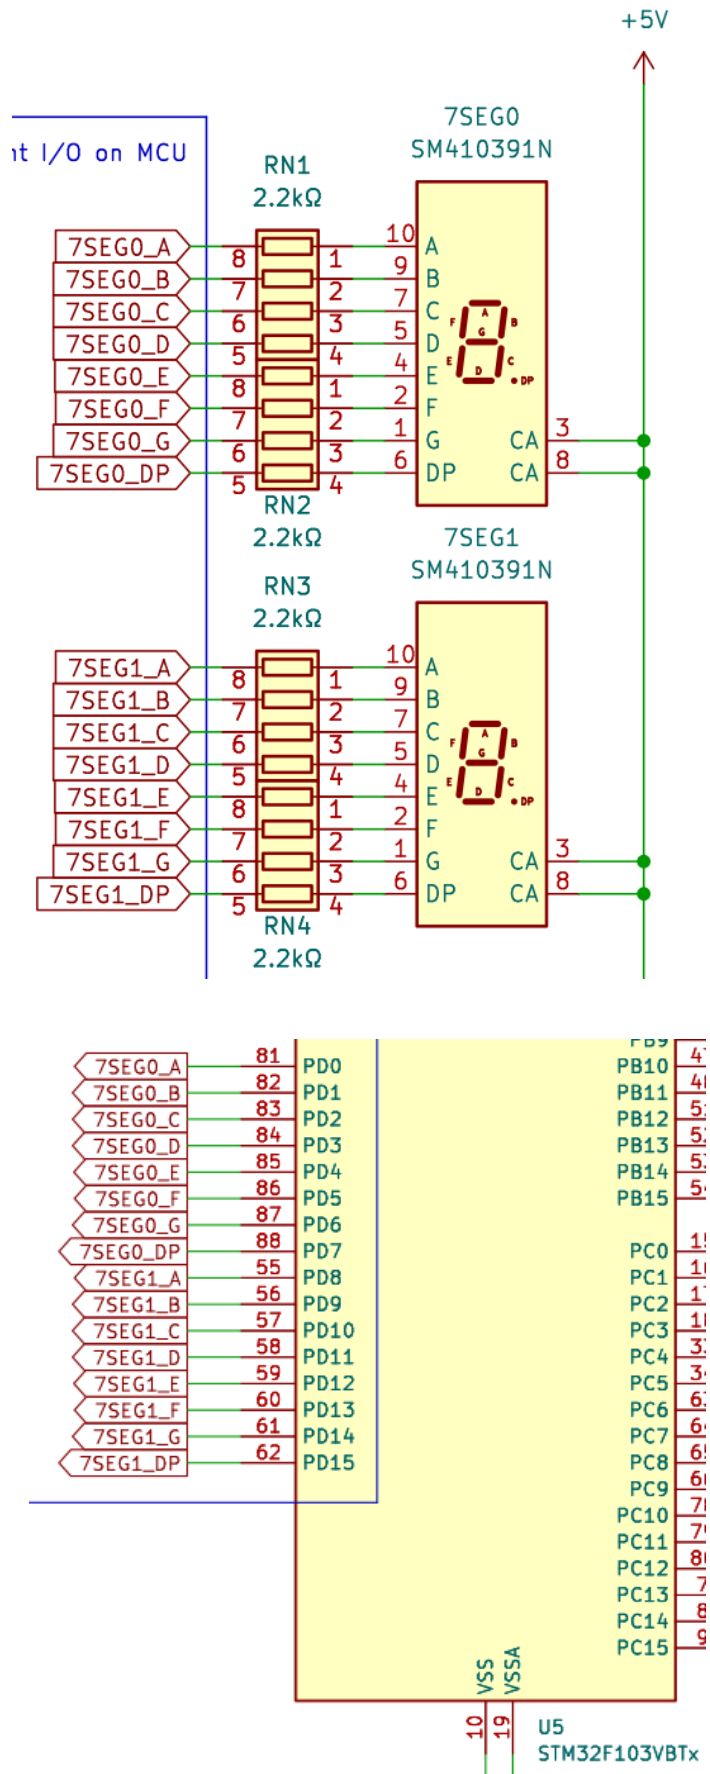 +5V
7SEG0
SM410391N
nt I/O on MCU
RN1
2.2kΩ
7SEG0_A 8 1 10 A
7SEG0_B 7 2 9 B
7SEG0_C 6 3 7 C
7SEG0_D 5 4 5 D
7SEG0_E 8 1 4 E
7SEG0_F 7 2 2 F
7SEG0_G 6 3 1 G CA 3
7SEG0_DP 5 4 6 DP CA 8
A
F B
G
E C
D DP
RN2
2.2kΩ
7SEG1
SM410391N
RN3
2.2kΩ
7SEG1_A 8 1 10 A
7SEG1_B 7 2 9 B
7SEG1_C 6 3 7 C
7SEG1_D 5 4 5 D
7SEG1_E 8 1 4 E
7SEG1_F 7 2 2 F
7SEG1_G 6 3 1 G CA 3
7SEG1_DP 5 4 6 DP CA 8
A
F B
G
E C
D DP
RN4
2.2kΩ
PB9
7SEG0_A 81 PD0 PB10
7SEG0_B 82 PD1 PB11
7SEG0_C 83 PD2 PB12
7SEG0_D 84 PD3 PB13
7SEG0_E 85 PD4 PB14
7SEG0_F 86 PD5 PB15
7SEG0_G 87 PD6
7SEG0_DP 88 PD7 PC0
7SEG1_A 55 PD8 PC1
7SEG1_B 56 PD9 PC2
7SEG1_C 57 PD10 PC3
7SEG1_D 58 PD11 PC4
7SEG1_E 59 PD12 PC5
7SEG1_F 60 PD13 PC6
7SEG1_G 61 PD14 PC7
7SEG1_DP 62 PD15 PC8
PC9
PC10
PC11
PC12
PC13
PC14
PC15
VSS VSSA
10 19
U5
STM32F103VBTx